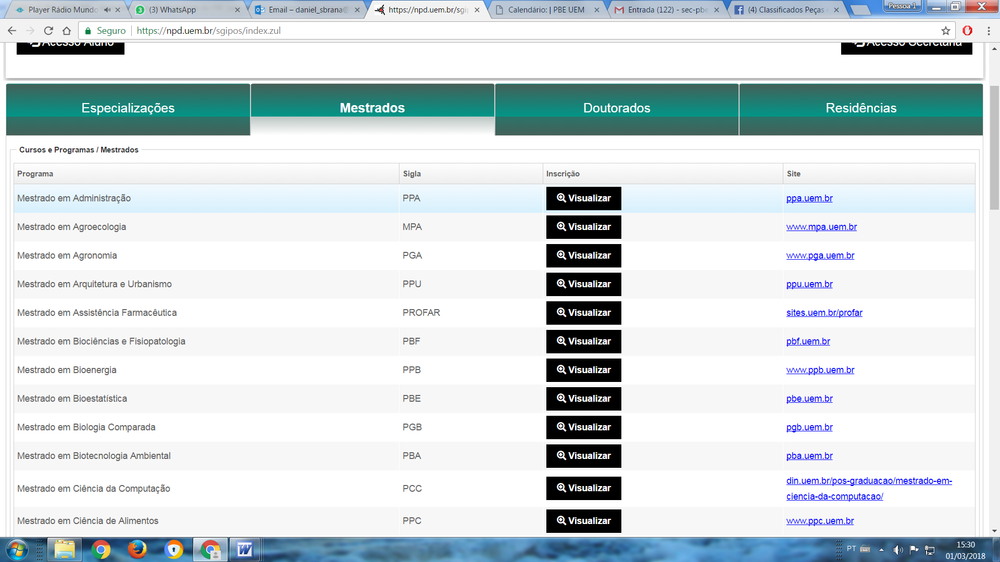 Player Rádio Mundo
(3) WhatsApp
Email – daniel_sbrana@
https://npd.uem.br/sgip
Calendário: | PBE UEM
Entrada (122) - sec-pbe
(4) Classificados Peças
Pessoa 1
Seguro https://npd.uem.br/sgipos/index.zul
Acesso Aluno
Acesso Secretaria
Especializações Mestrados Doutorados Residências
Cursos e Programas / Mestrados
Programa Sigla Inscrição Site
Mestrado em Administração PPA Visualizar ppa.uem.br
Mestrado em Agroecologia MPA Visualizar www.mpa.uem.br
Mestrado em Agronomia PGA Visualizar www.pga.uem.br
Mestrado em Arquitetura e Urbanismo PPU Visualizar ppu.uem.br
Mestrado em Assistência Farmacêutica PROFAR Visualizar sites.uem.br/profar
Mestrado em Biociências e Fisiopatologia PBF Visualizar pbf.uem.br
Mestrado em Bioenergia PPB Visualizar www.ppb.uem.br
Mestrado em Bioestatística PBE Visualizar pbe.uem.br
Mestrado em Biologia Comparada PGB Visualizar pgb.uem.br
Mestrado em Biotecnologia Ambiental PBA Visualizar pba.uem.br
Mestrado em Ciência da Computação PCC Visualizar din.uem.br/pos-graduacao/mestrado-em-
ciencia-da-computacao/
Mestrado em Ciência de Alimentos PPC Visualizar www.ppc.uem.br
PT
15:30
01/03/2018